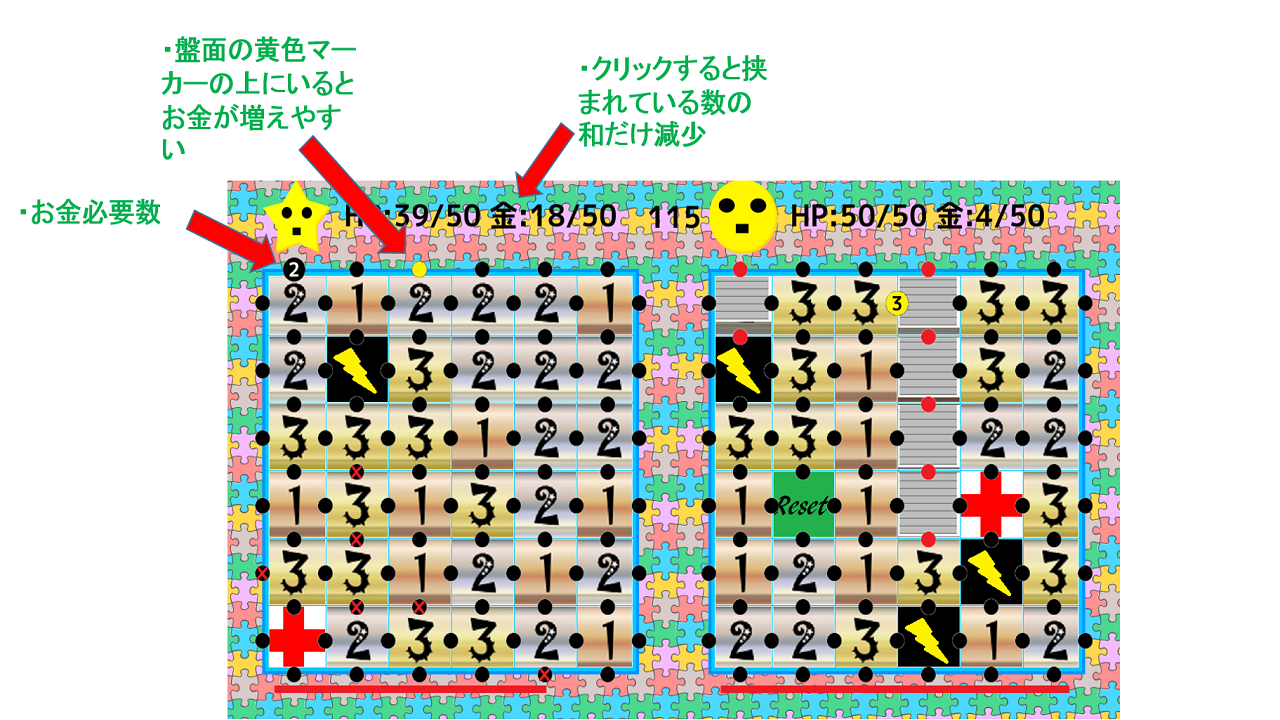 ・盤面の黄色マー
カーの上にいると
お金が増えやす
い
・クリックすると挟
まれている数の
和だけ減少
・お金必要数
HP:39/50 金:18/50 115 HP:50/50 金:4/50
2
2 1 2 2 2 1
3 3 3 3 3
2 3 2 2 2
3 1 3 2
3 3 3 1 2 2
3 3 1 2 2
1 3 1 3 2 1
1 Reset 1 3
3 3 1 2 1 2
1 2 1 3 3
2 3 3 2 1
2 2 3 1 2